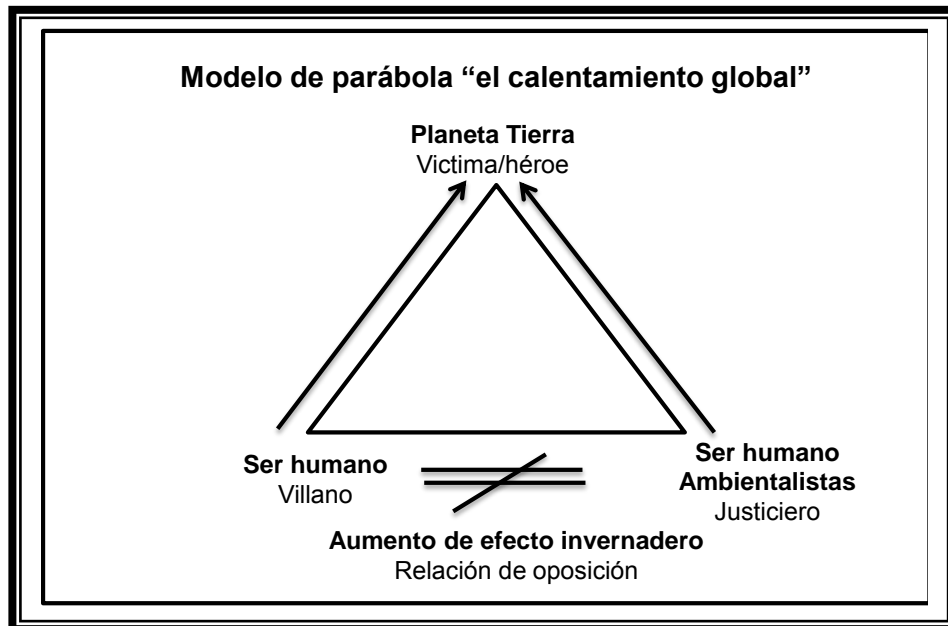 Modelo de parábola “el calentamiento global”
Planeta Tierra
Victima/héroe
Ser humano
Villano
Ser humano
Ambientalistas
Justiciero
Aumento de efecto invernadero
Relación de oposición